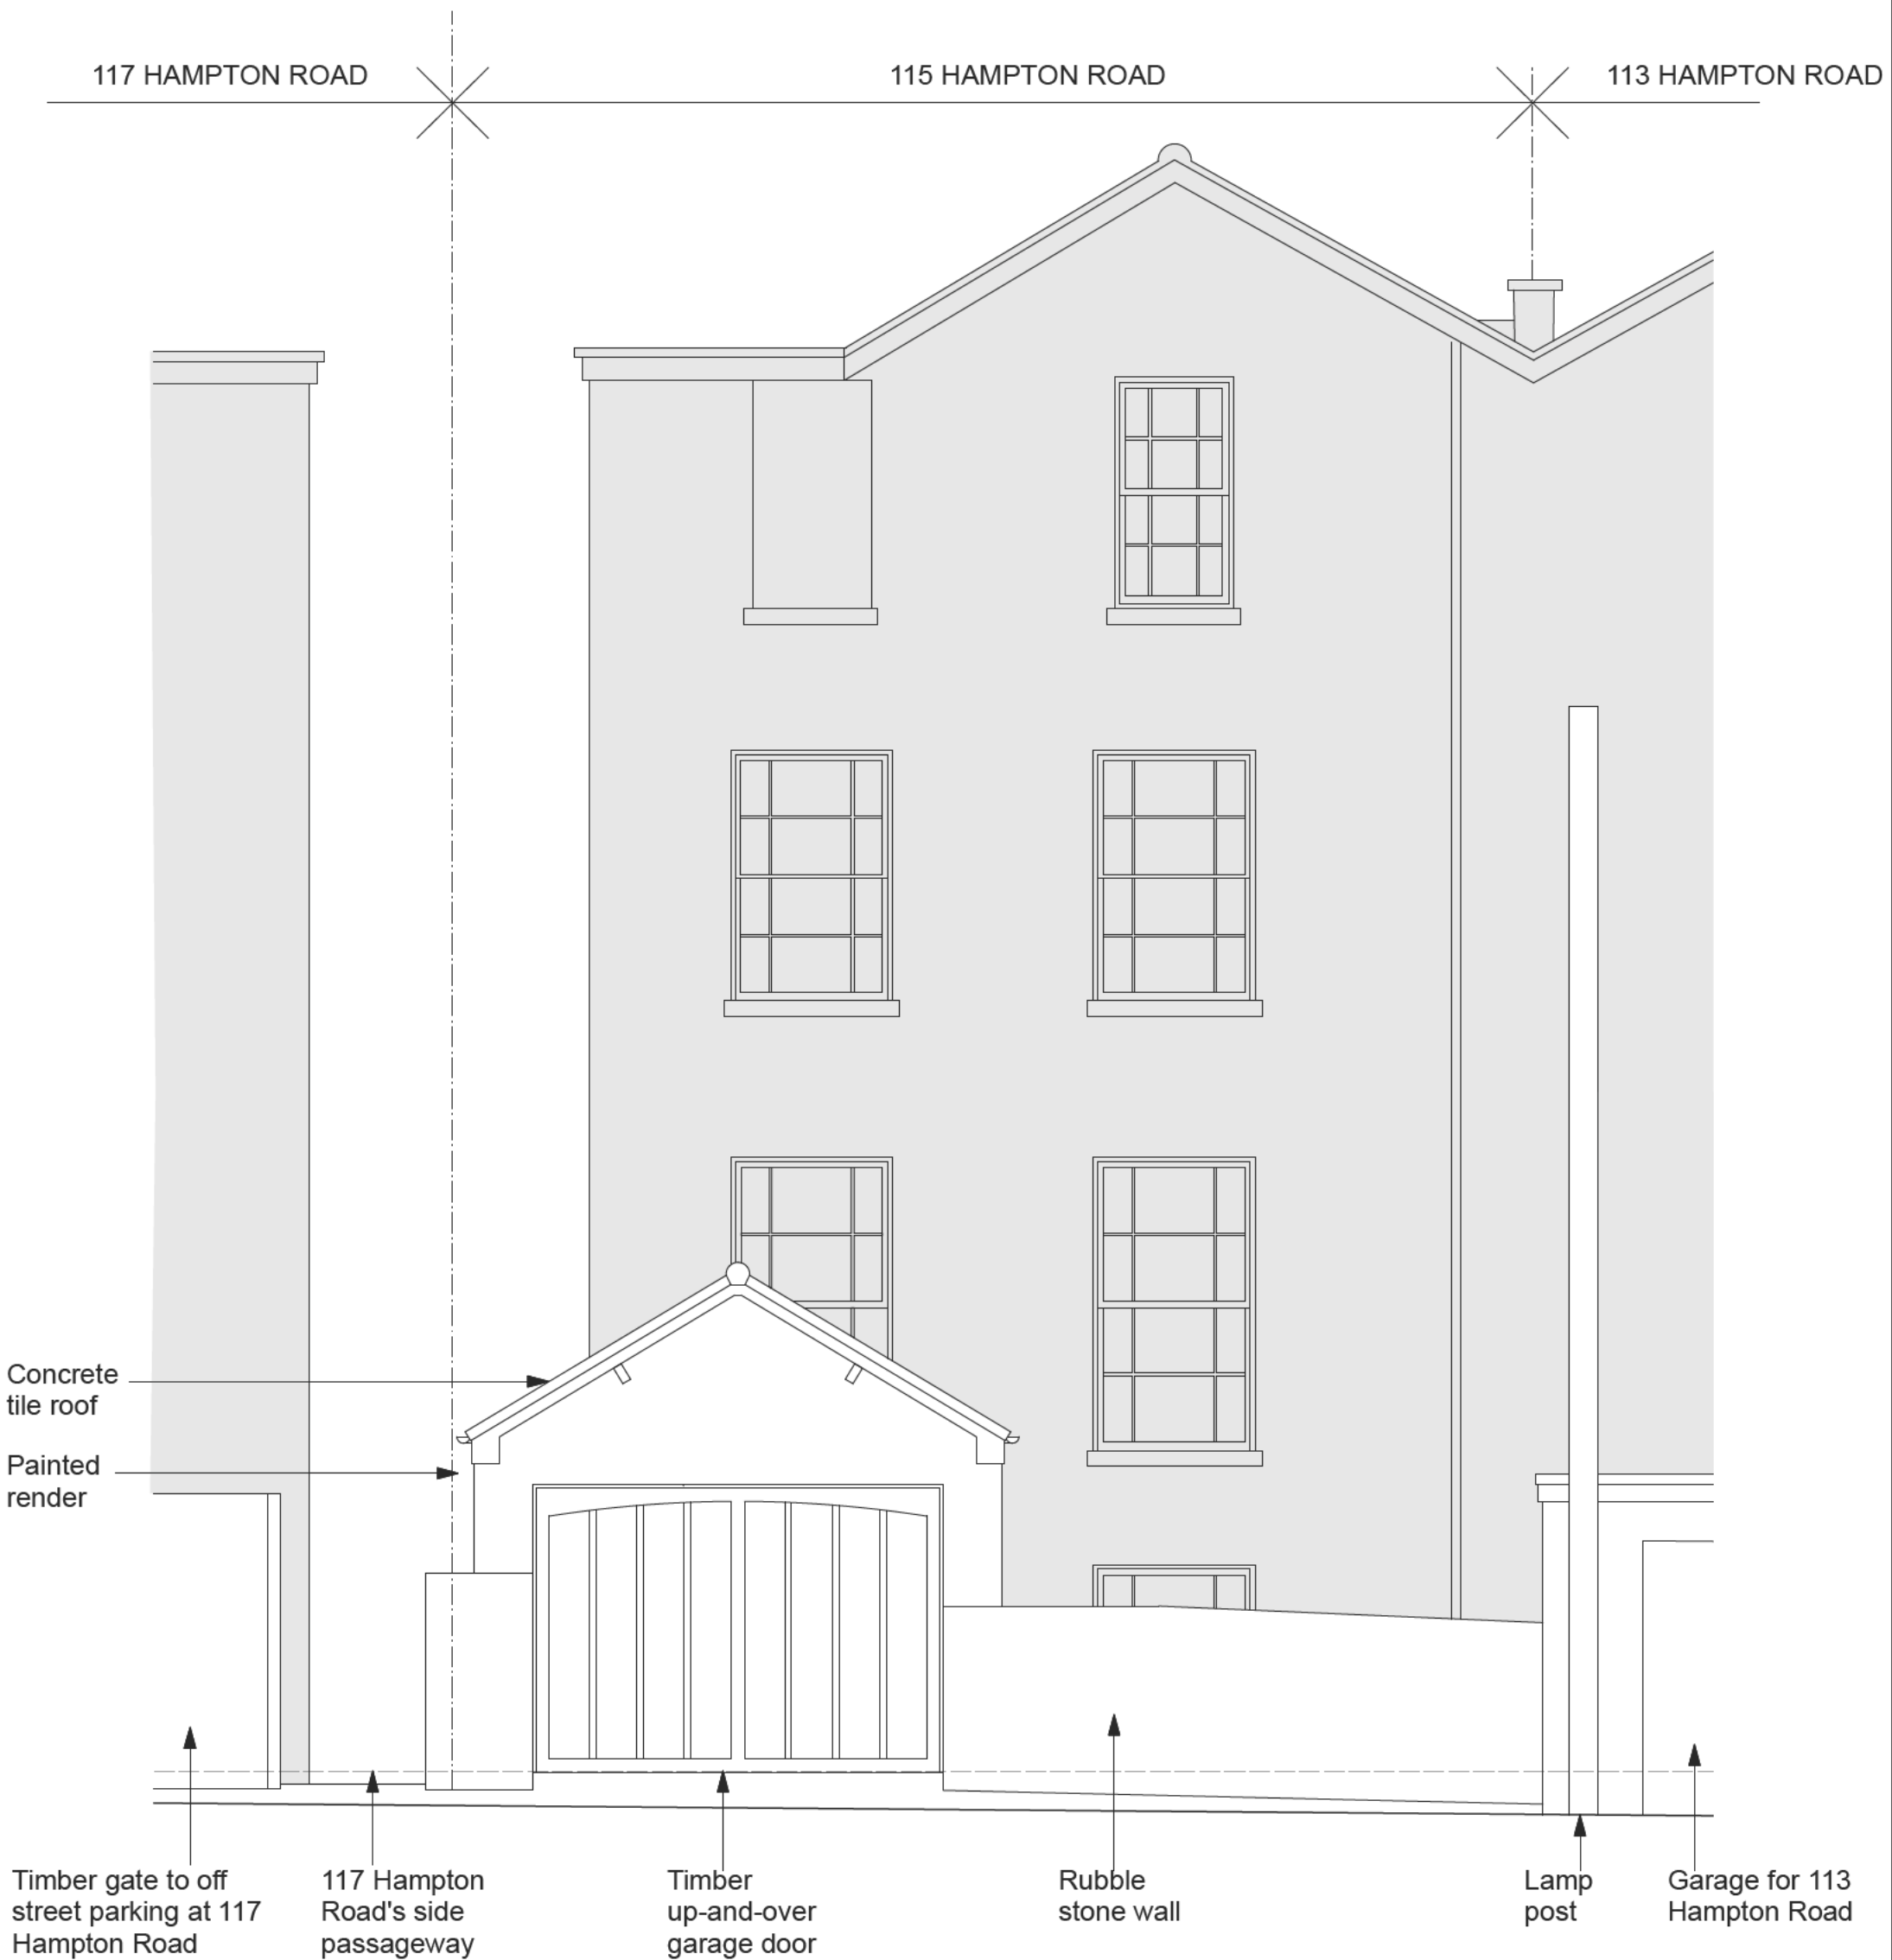 117 HAMPTON ROAD
115 HAMPTON ROAD
113 HAMPTON ROAD
Concrete
tile roof
Painted
render
Timber gate to off
street parking at 117
Hampton Road
117 Hampton
Road's side
passageway
Timber
up-and-over
garage door
Rubble
stone wall
Lamp
post
Garage for 113
Hampton Road